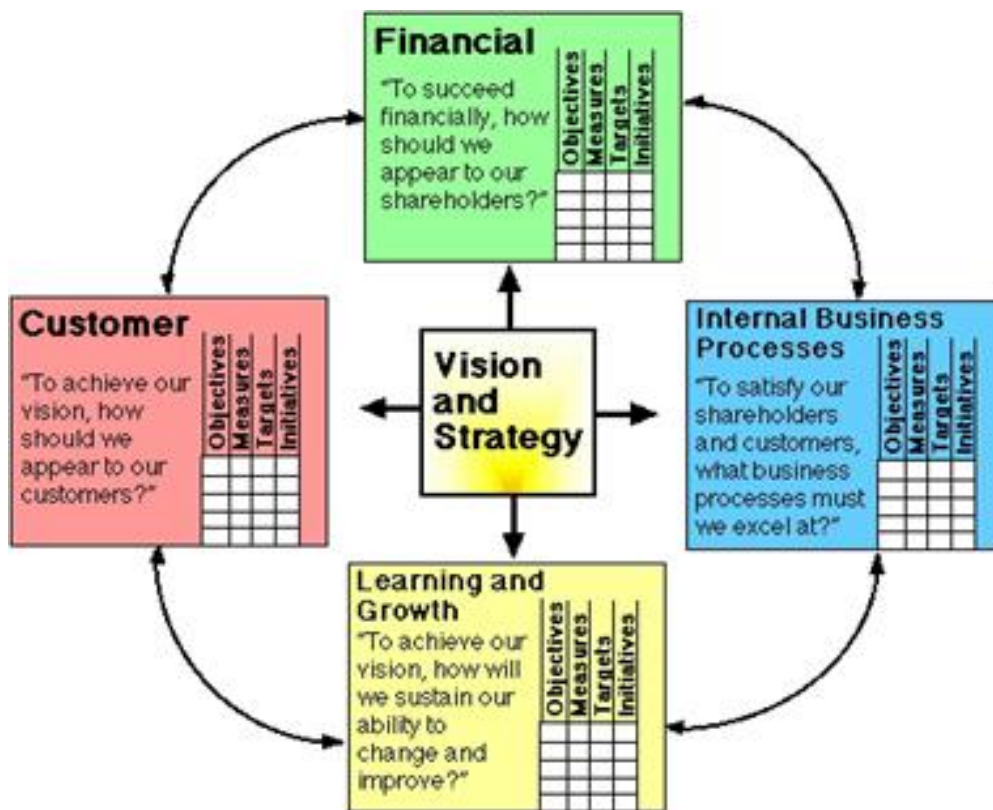 Financial
"To succeed
financially, how
should we
appear to our
shareholders?"
Objectives
Measures
Targets
Initiatives
Customer
"To achieve our
vision, how
should we
appear to our
customers?"
Objectives
Measures
Targets
Initiatives
Vision
and
Strategy
Internal Business
Processes
"To satisfy our
shareholders
and customers,
what business
processes must
we excel at?"
Objectives
Measures
Targets
Initiatives
Learning and
Growth
"To achieve our
vision, how will
we sustain our
ability to
change and
improve?"
Objectives
Measures
Targets
Initiatives